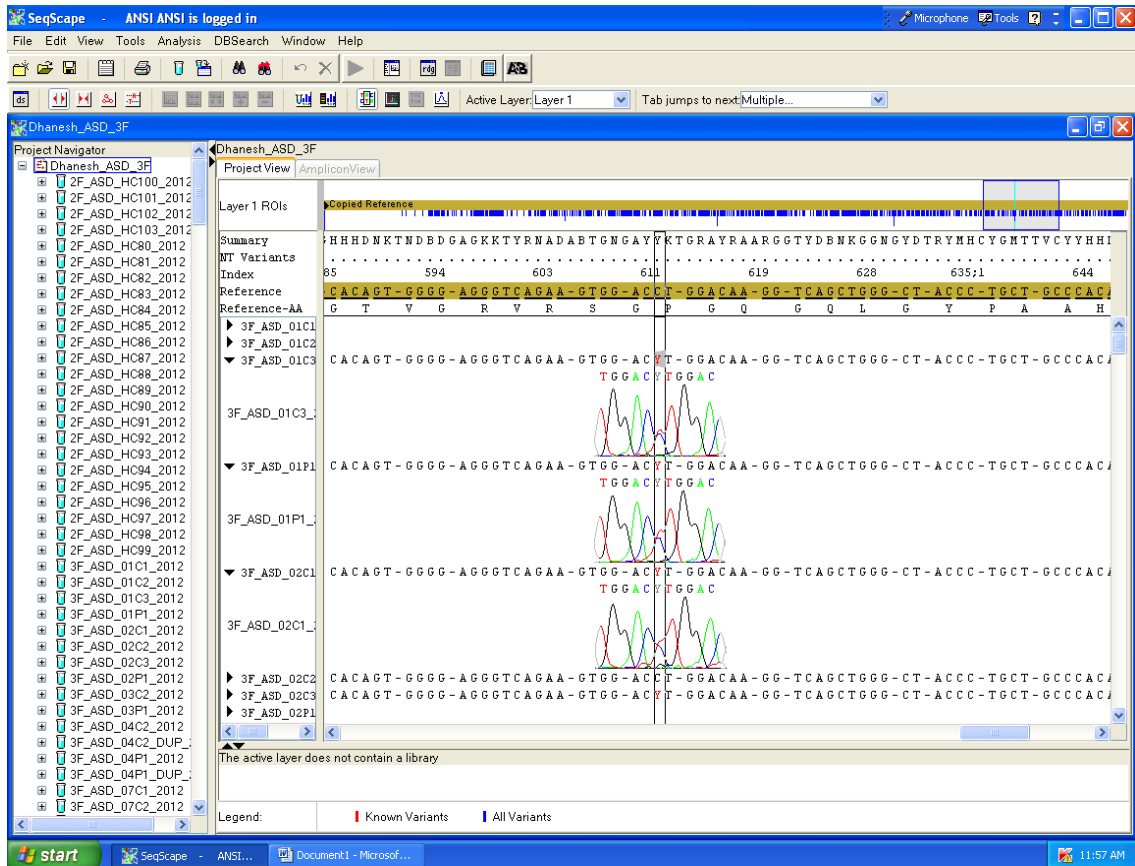 SeqScape - ANSI ANSI is logged in
Microphone Tools
File Edit View Tools Analysis DBSearch Window Help
Active Layer: Layer 1 Tab jumps to next Multiple...
Dhanesh_ASD_3F
Project Navigator
Dhanesh_ASD_3F
2F_ASD_HC100_2012
2F_ASD_HC101_2012
2F_ASD_HC102_2012
2F_ASD_HC103_2012
2F_ASD_HC80_2012
2F_ASD_HC81_2012
2F_ASD_HC82_2012
2F_ASD_HC83_2012
2F_ASD_HC84_2012
2F_ASD_HC85_2012
2F_ASD_HC86_2012
2F_ASD_HC87_2012
2F_ASD_HC88_2012
2F_ASD_HC89_2012
2F_ASD_HC90_2012
2F_ASD_HC91_2012
2F_ASD_HC92_2012
2F_ASD_HC93_2012
2F_ASD_HC94_2012
2F_ASD_HC95_2012
2F_ASD_HC96_2012
2F_ASD_HC97_2012
2F_ASD_HC98_2012
2F_ASD_HC99_2012
3F_ASD_01C1_2012
3F_ASD_01C2_2012
3F_ASD_01C3_2012
3F_ASD_01P1_2012
3F_ASD_02C1_2012
3F_ASD_02C2_2012
3F_ASD_02C3_2012
3F_ASD_02P1_2012
3F_ASD_03C2_2012
3F_ASD_03P1_2012
3F_ASD_04C2_2012
3F_ASD_04C2_DUP_
3F_ASD_04P1_2012
3F_ASD_04P1_DUP_
3F_ASD_07C1_2012
3F_ASD_07C2_2012
Dhanesh_ASD_3F
Project View AmpliconView
Layer 1 ROIs
Copied Reference
Summary HHHDNKTNDBDGAGKKTYRNADABTGNGAYYKTGRAYRAARGGTYDBNKGGNGYDTRYMHCYGMTTVCYYHH
NT Variants
Index 85 594 603 611 619 628 635;1 644
Reference CACAGT-GGGG-AGGGTCAGAA-GTGG-ACCT-GGACAA-GG-TCAGCTGGG-CT-ACCC-TGCT-GCCCAC
Reference-AA G T V G R V R S G P G Q G Q L G Y P A A H
3F_ASD_01C1
3F_ASD_01C2
3F_ASD_01C3 CACAGT-GGGG-AGGGTCAGAA-GTGG-ACYT-GGACAA-GG-TCAGCTGGG-CT-ACCC-TGCT-GCCCAC
TGGACYTGGAC
3F_ASD_01C3_
3F_ASD_01P1 CACAGT-GGGG-AGGGTCAGAA-GTGG-ACYT-GGACAA-GG-TCAGCTGGG-CT-ACCC-TGCT-GCCCAC
TGGACYTGGAC
3F_ASD_01P1_
3F_ASD_02C1 CACAGT-GGGG-AGGGTCAGAA-GTGG-ACYT-GGACAA-GG-TCAGCTGGG-CT-ACCC-TGCT-GCCCAC
TGGACYTGGAC
3F_ASD_02C1_
3F_ASD_02C2 CACAGT-GGGG-AGGGTCAGAA-GTGG-ACCT-GGACAA-GG-TCAGCTGGG-CT-ACCC-TGCT-GCCCAC
3F_ASD_02C3 CACAGT-GGGG-AGGGTCAGAA-GTGG-ACYT-GGACAA-GG-TCAGCTGGG-CT-ACCC-TGCT-GCCCAC
3F_ASD_02P1
The active layer does not contain a library
Legend: Known Variants All Variants
start SeqScape - ANSI... Document1 - Microsof... 11:57 AM